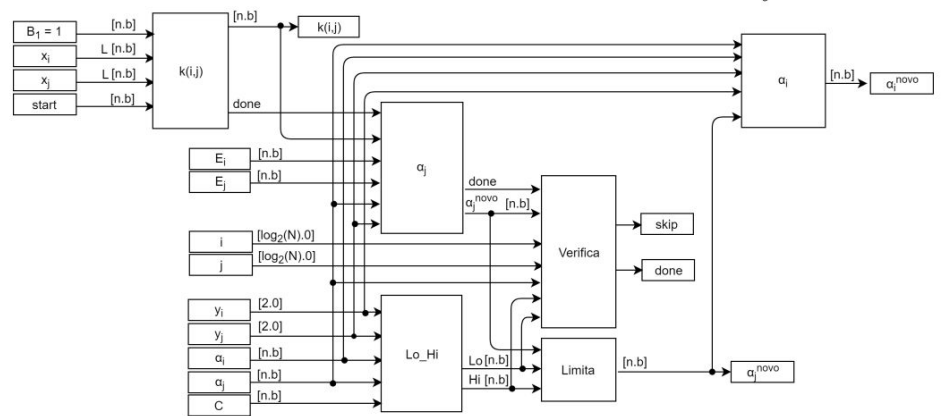 B₁ = 1
[n.b]
xᵢ
L [n.b]
xⱼ
L [n.b]
start
[n.b]
k(i,j)
[n.b]
k(i,j)
done
Eᵢ
[n.b]
Eⱼ
[n.b]
αⱼ
done
αⱼⁿᵒᵛᵒ [n.b]
αᵢ
[n.b]
αᵢⁿᵒᵛᵒ
i
[log₂(N).0]
j
[log₂(N).0]
Verifica
skip
done
yᵢ
[2.0]
yⱼ
[2.0]
αᵢ
[n.b]
αⱼ
[n.b]
C
[n.b]
Lo_Hi
Lo [n.b]
Hi [n.b]
Limita
[n.b]
αⱼⁿᵒᵛᵒ